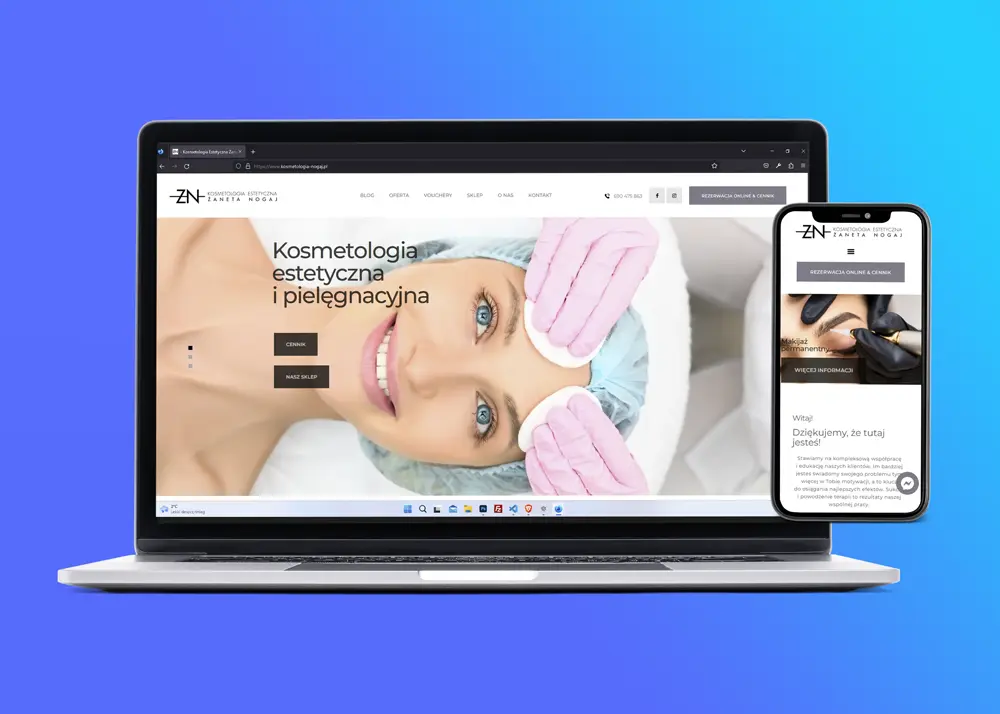 Kosmetologia Estetyczna Żan
https://www.kosmetologia-nogaj.pl
ZN KOSMETOLOGIA ESTETYCZNA
ŻANETA NOGAJ
BLOG OFERTA VOUCHERY SKLEP O NAS KONTAKT
690 475 863
REZERWACJA ONLINE & CENNIK
Kosmetologia
estetyczna
i pielęgnacyjna
CENNIK
NASZ SKLEP
2°C
ZN KOSMETOLOGIA ESTETYCZNA
ŻANETA NOGAJ
REZERWACJA ONLINE & CENNIK
Makijaż
permanentny
WIĘCEJ INFORMACJI
Witaj!
Dziękujemy, że tutaj
jesteś!
Stawiamy na kompleksową współpracę
i edukację naszych klientów. Im bardziej
jesteś świadomy swojego problemu tym
więcej w Tobie motywacji, a to klucz
do osiągania najlepszych efektów. Suk
i powodzenie terapii to rezultaty naszej
wspólnej pracy.